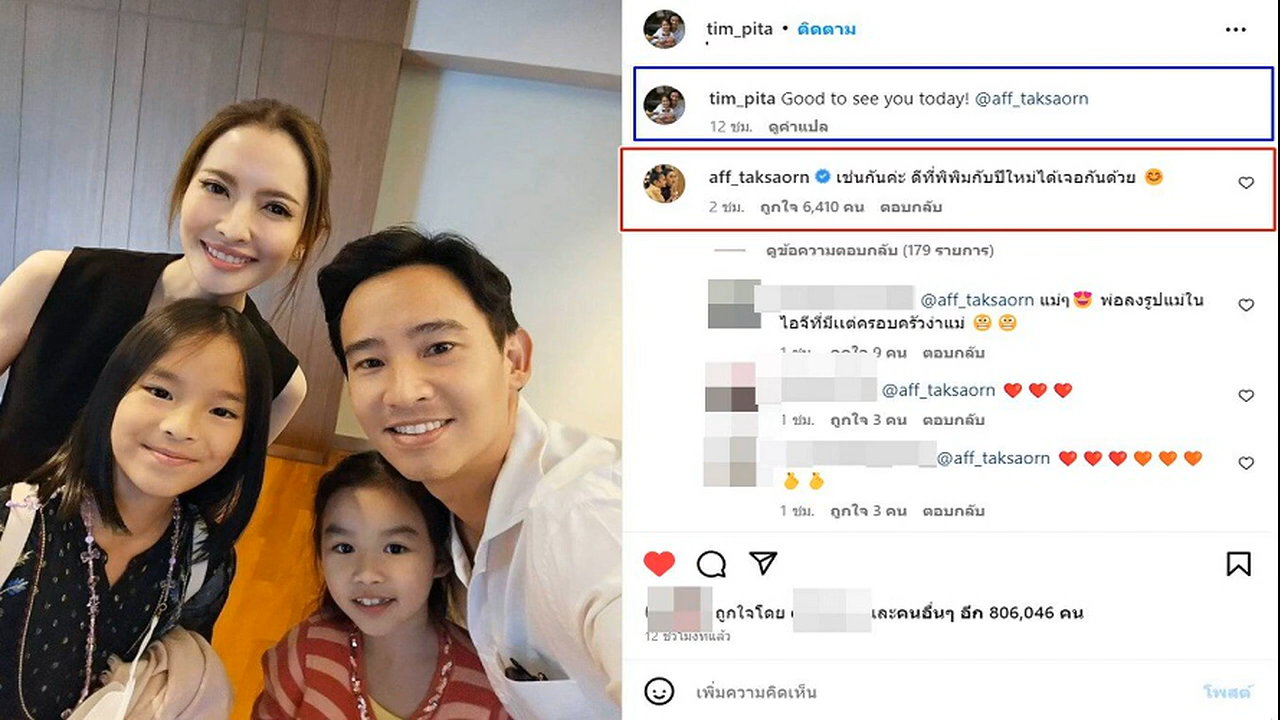 tim_pita • ติดตาม
tim_pita Good to see you today! @aff_taksaorn
12 ชม. ดูคำแปล
aff_taksaorn เช่นกันค่ะ ดีที่พิพิมกับปีใหม่ได้เจอกันด้วย 😊
2 ชม. ถูกใจ 6,410 คน ตอบกลับ
ดูข้อความตอบกลับ (179 รายการ)
@aff_taksaorn แม่ๆ😍 พ่อลงรูปแม่ใน
ไอจีที่มีแต่ครอบครัวง่าแม่ 😬 😬
1 ชม. ถูกใจ 9 คน ตอบกลับ
@aff_taksaorn ❤️ ❤️ ❤️
1 ชม. ถูกใจ 3 คน ตอบกลับ
@aff_taksaorn ❤️ ❤️ ❤️ 🧡 🧡 🧡
🫰 🫰
1 ชม. ถูกใจ 3 คน ตอบกลับ
ถูกใจโดย และคนอื่นๆ อีก 806,046 คน
12 ชั่วโมงที่แล้ว
เพิ่มความคิดเห็น
โพสต์